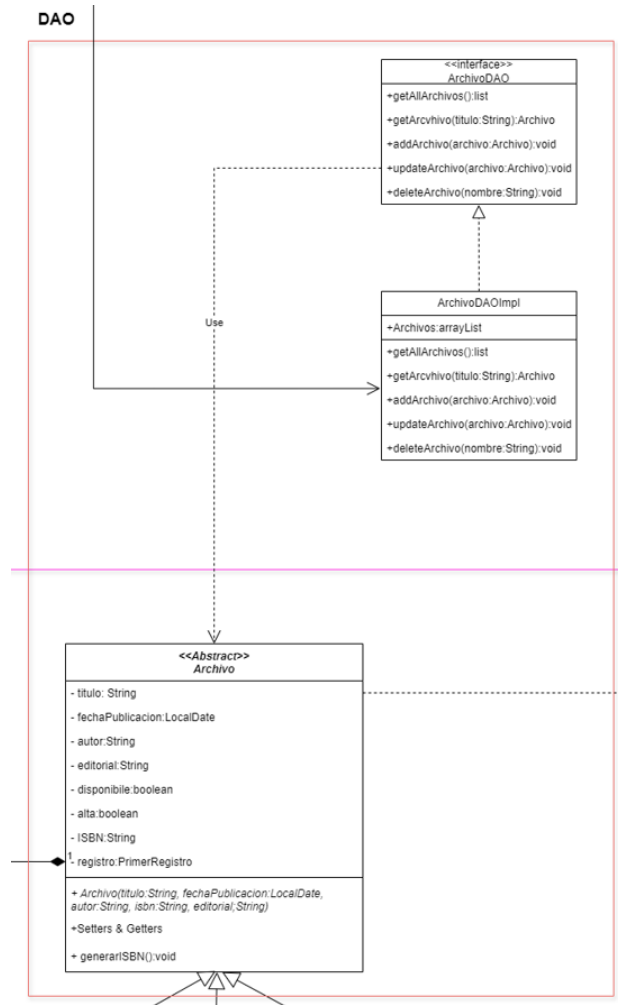 DAO
<<interface>>
ArchivoDAO
+getAllArchivos():list
+getArcvhivo(titulo:String):Archivo
+addArchivo(archivo:Archivo):void
+updateArchivo(archivo:Archivo):void
+deleteArchivo(nombre:String):void
Use
ArchivoDAOImpl
+Archivos:arrayList
+getAllArchivos():list
+getArcvhivo(titulo:String):Archivo
+addArchivo(archivo:Archivo):void
+updateArchivo(archivo:Archivo):void
+deleteArchivo(nombre:String):void
<<Abstract>>
Archivo
- titulo: String
- fechaPublicacion:LocalDate
- autor:String
- editorial:String
- disponibile:boolean
- alta:boolean
- ISBN:String
1
- registro:PrimerRegistro
+ Archivo(titulo:String, fechaPublicacion:LocalDate,
autor:String, isbn:String, editorial;String)
+Setters & Getters
+ generarISBN():void